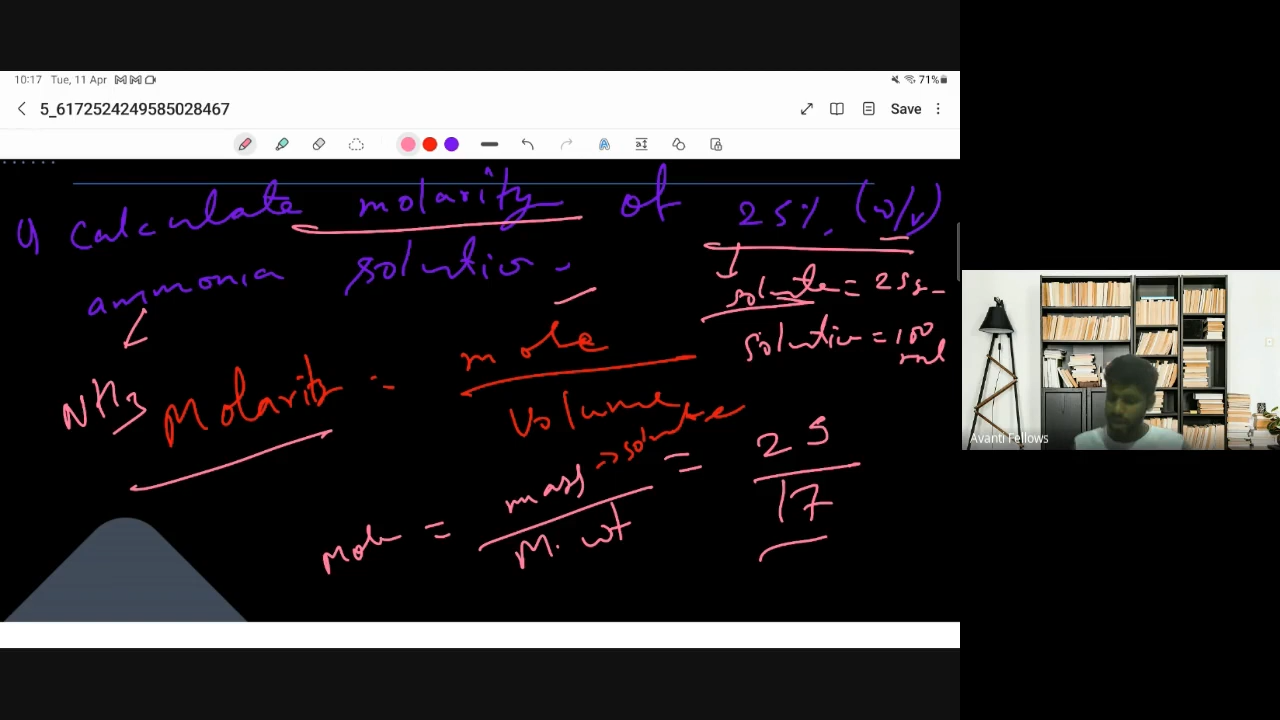 10:17 Tue, 11 Apr
71%
5_6172524249585028467
Save
4) Calculate molarity of 25% (w/v)
ammonia solution -
solute = 25g
solution = 100
ml
NH3
Molarity = mole
Volume
mole = mass → solute = 25
M. wt 17
Avanti Fellows